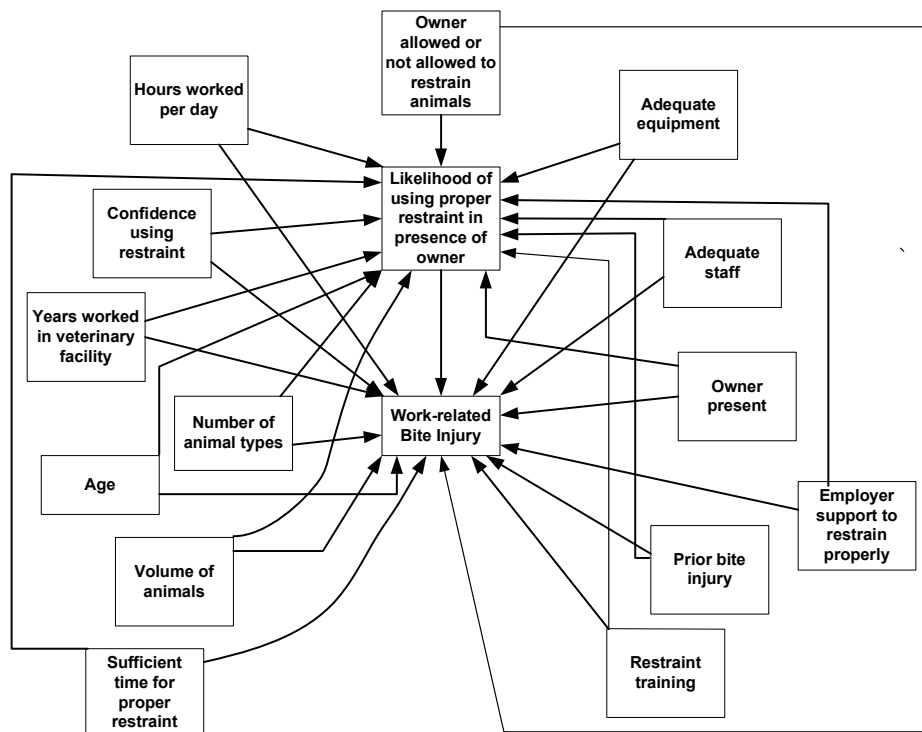 Owner
allowed or
not allowed to
restrain
animals
Hours worked
per day
Adequate
equipment
Likelihood of
using proper
restraint in
presence of
owner
Confidence
using
restraint
Adequate
staff
Years worked
in veterinary
facility
Owner
present
Number of
animal types
Work-related
Bite Injury
Age
Employer
support to
restrain
properly
Volume of
animals
Prior bite
injury
Sufficient
time for
proper
restraint
Restraint
training